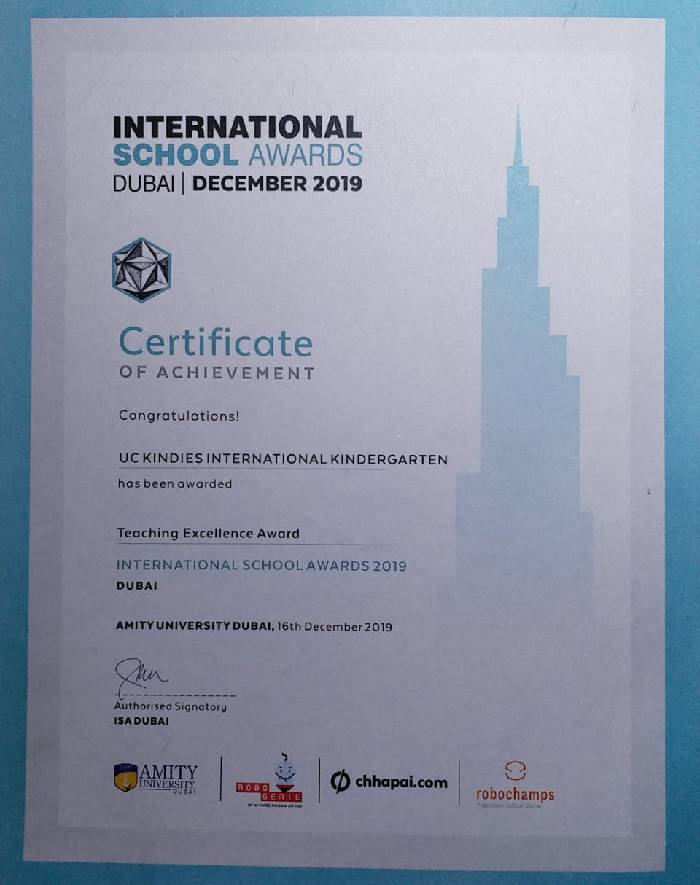 INTERNATIONAL
SCHOOL AWARDS
DUBAI | DECEMBER 2019
Certificate
OF ACHIEVEMENT
Congratulations!
UC KINDIES INTERNATIONAL KINDERGARTEN
has been awarded
Teaching Excellence Award
INTERNATIONAL SCHOOL AWARDS 2019
DUBAI
AMITY UNIVERSITY DUBAI, 16th December 2019
Authorised Signatory
ISA DUBAI
AMITY
UNIVERSITY
DUBAI
ROBO
GENIE
chhapai.com
robochamps